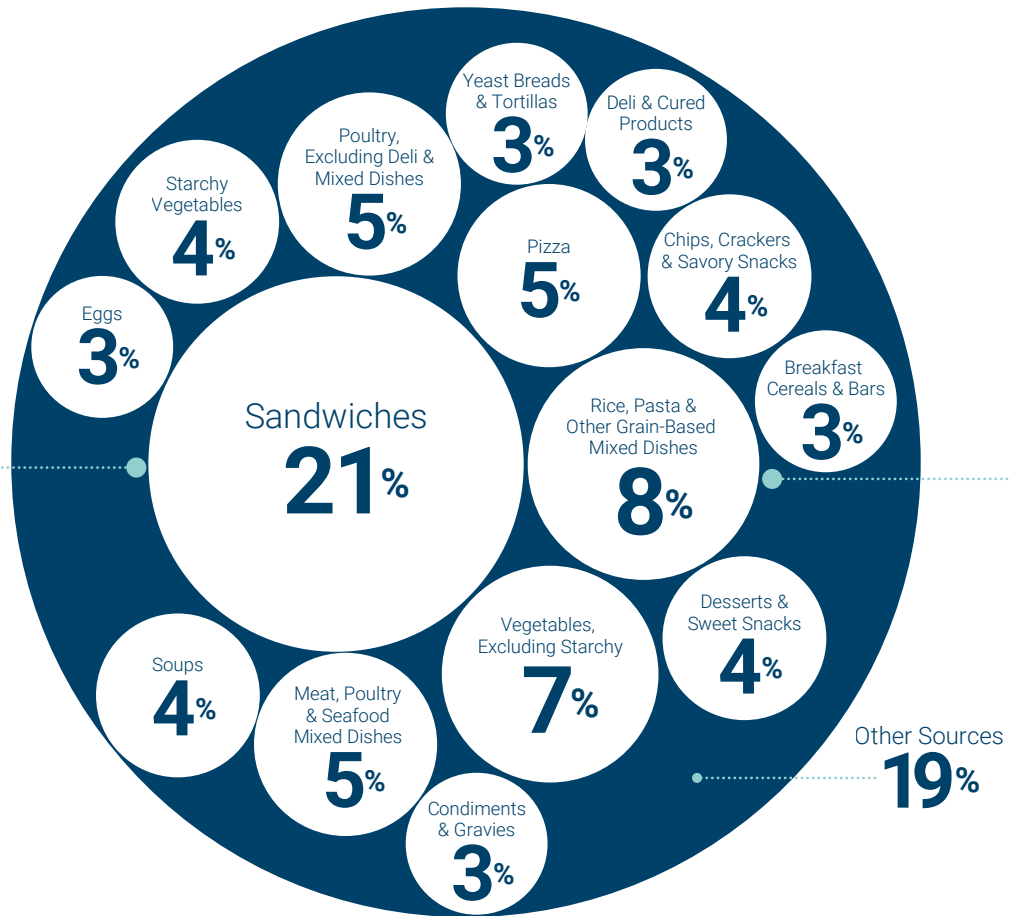 Yeast Breads
& Tortillas
3%
Deli & Cured
Products
3%
Poultry,
Excluding Deli &
Mixed Dishes
5%
Starchy
Vegetables
4%
Pizza
5%
Chips, Crackers
& Savory Snacks
4%
Eggs
3%
Breakfast
Cereals & Bars
3%
Sandwiches
21%
Rice, Pasta &
Other Grain-Based
Mixed Dishes
8%
Vegetables,
Excluding Starchy
7%
Desserts &
Sweet Snacks
4%
Soups
4%
Meat, Poultry
& Seafood
Mixed Dishes
5%
Condiments
& Gravies
3%
Other Sources
19%